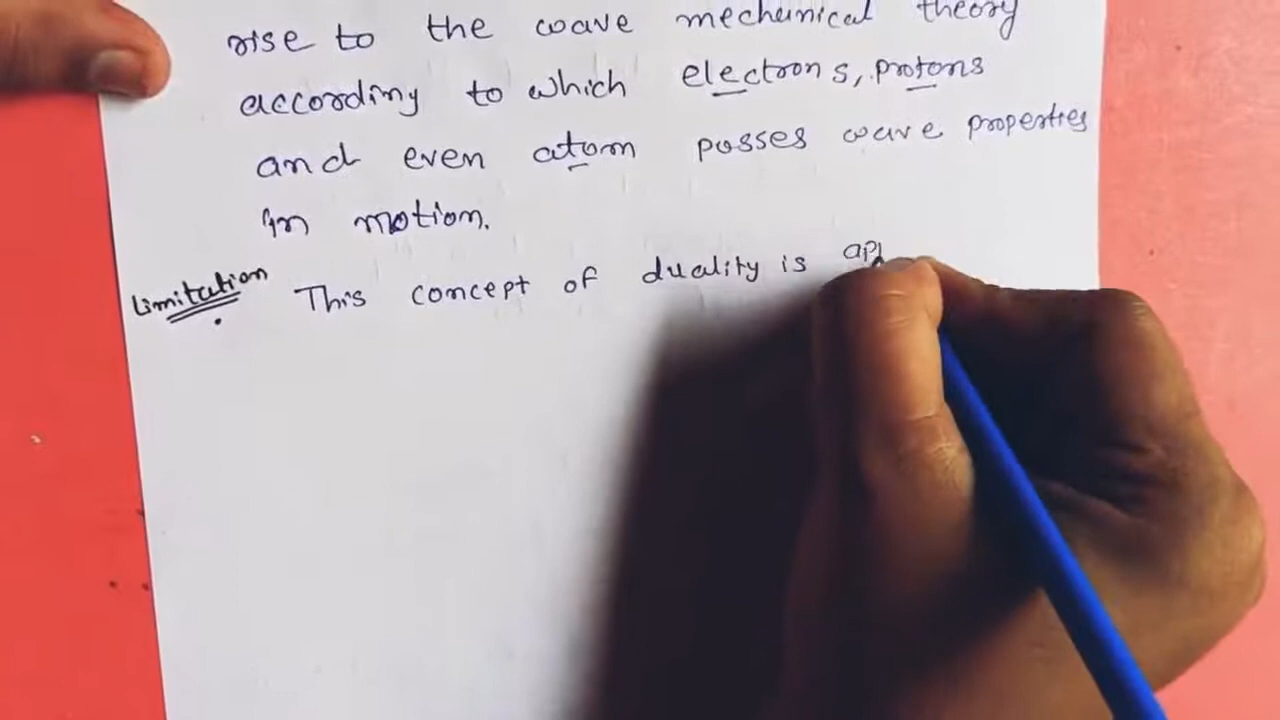 rise to the wave mechanical theory
according to which electrons, protons
and even atom posses wave properties
in motion.
Limitation This concept of duality is